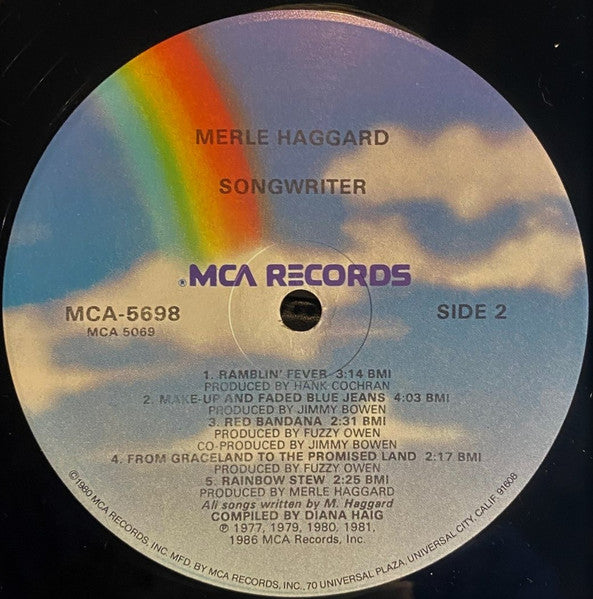 MERLE HAGGARD
SONGWRITER
®MCA RECORDS
MCA-5698
MCA 5069
SIDE 2
1. RAMBLIN' FEVER 3:14 BMI
PRODUCED BY HANK COCHRAN
2. MAKE-UP AND FADED BLUE JEANS 4:03 BMI
PRODUCED BY JIMMY BOWEN
3. RED BANDANA 2:31 BMI
PRODUCED BY FUZZY OWEN
CO-PRODUCED BY JIMMY BOWEN
4. FROM GRACELAND TO THE PROMISED LAND 2:17 BMI
PRODUCED BY FUZZY OWEN
5. RAINBOW STEW 2:25 BMI
PRODUCED BY MERLE HAGGARD
All songs written by M. Haggard
COMPILED BY DIANA HAIG
℗ 1977, 1979, 1980, 1981,
1986 MCA Records, Inc.
©1980 MCA RECORDS, INC. MFD. BY MCA RECORDS, INC., 70 UNIVERSAL PLAZA, UNIVERSAL CITY, CALIF. 91608